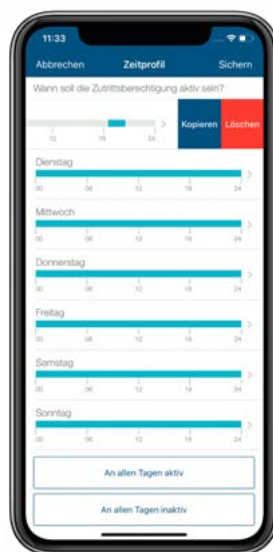 11:33
Abbrechen Zeitprofil Sichern
Wann soll die Zutrittsberechtigung aktiv sein?
Kopieren Löschen
12 18 24
Dienstag
00 06 12 18 24
Mittwoch
00 06 12 18 24
Donnerstag
00 06 12 18 24
Freitag
00 06 12 18 24
Samstag
00 06 12 18 24
Sonntag
00 06 12 18 24
An allen Tagen aktiv
An allen Tagen inaktiv